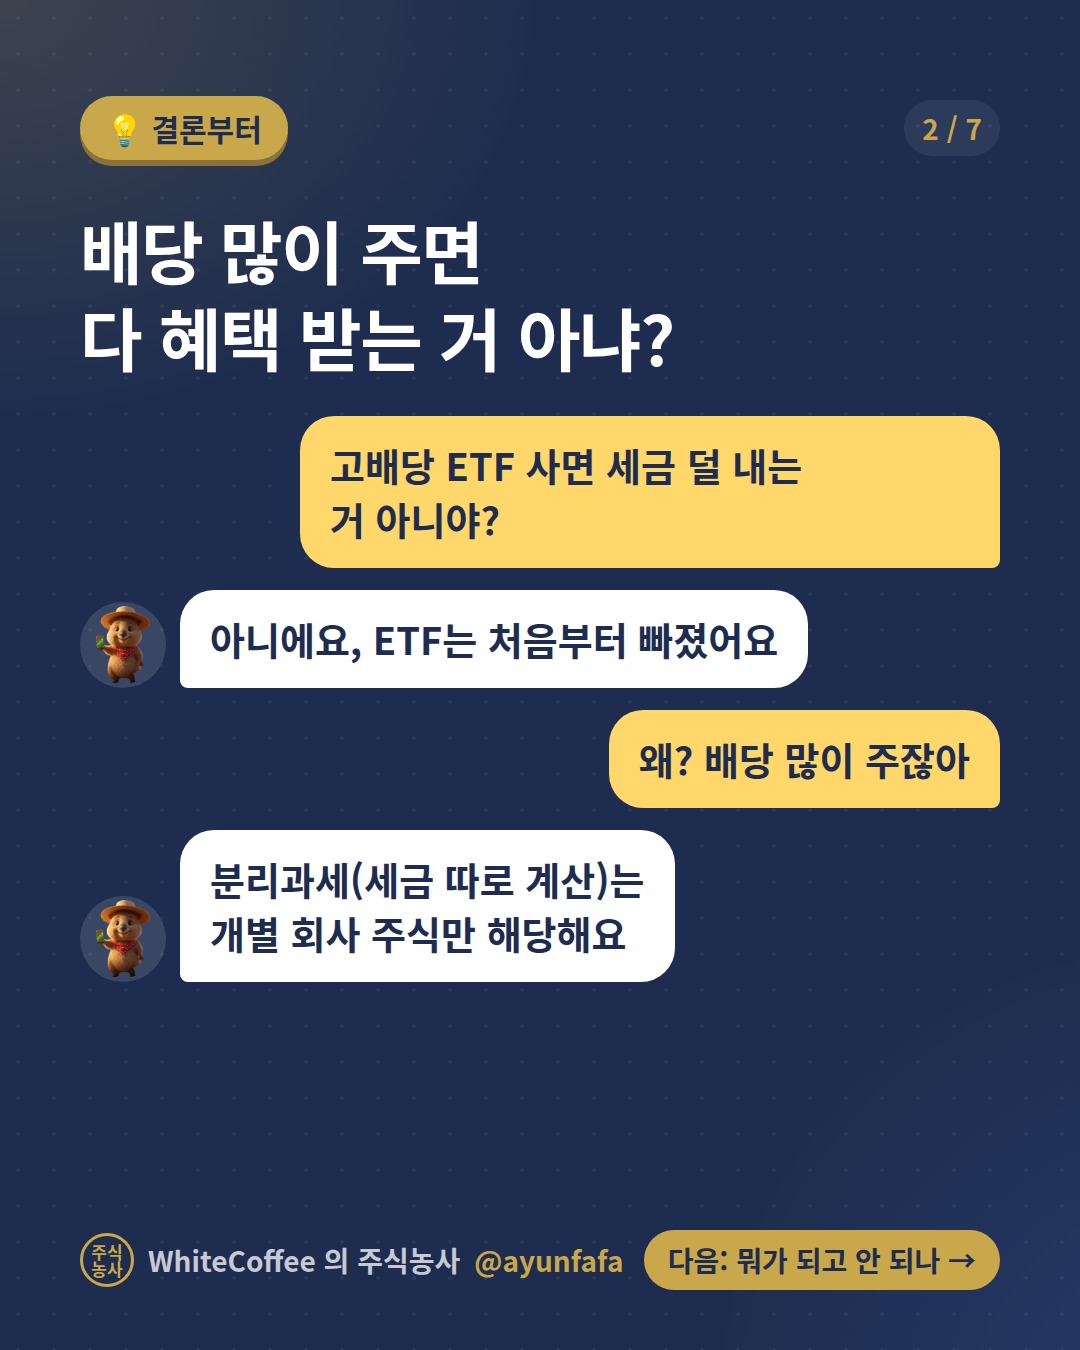 💡 결론부터
2 / 7
배당 많이 주면
다 혜택 받는 거 아냐?
고배당 ETF 사면 세금 덜 내는
거 아니야?
아니에요, ETF는 처음부터 빠졌어요
왜? 배당 많이 주잖아
분리과세(세금 따로 계산)는
개별 회사 주식만 해당해요
주식
농사
WhiteCoffee 의 주식농사 @ayunfafa
다음: 뭐가 되고 안 되나 →